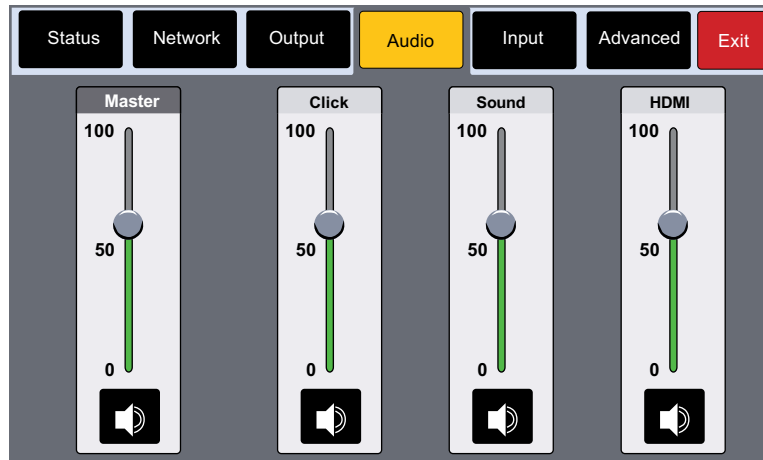 Status Network Output Audio Input Advanced Exit
Master Click Sound HDMI
100 100 100 100
50 50 50 50
0 0 0 0